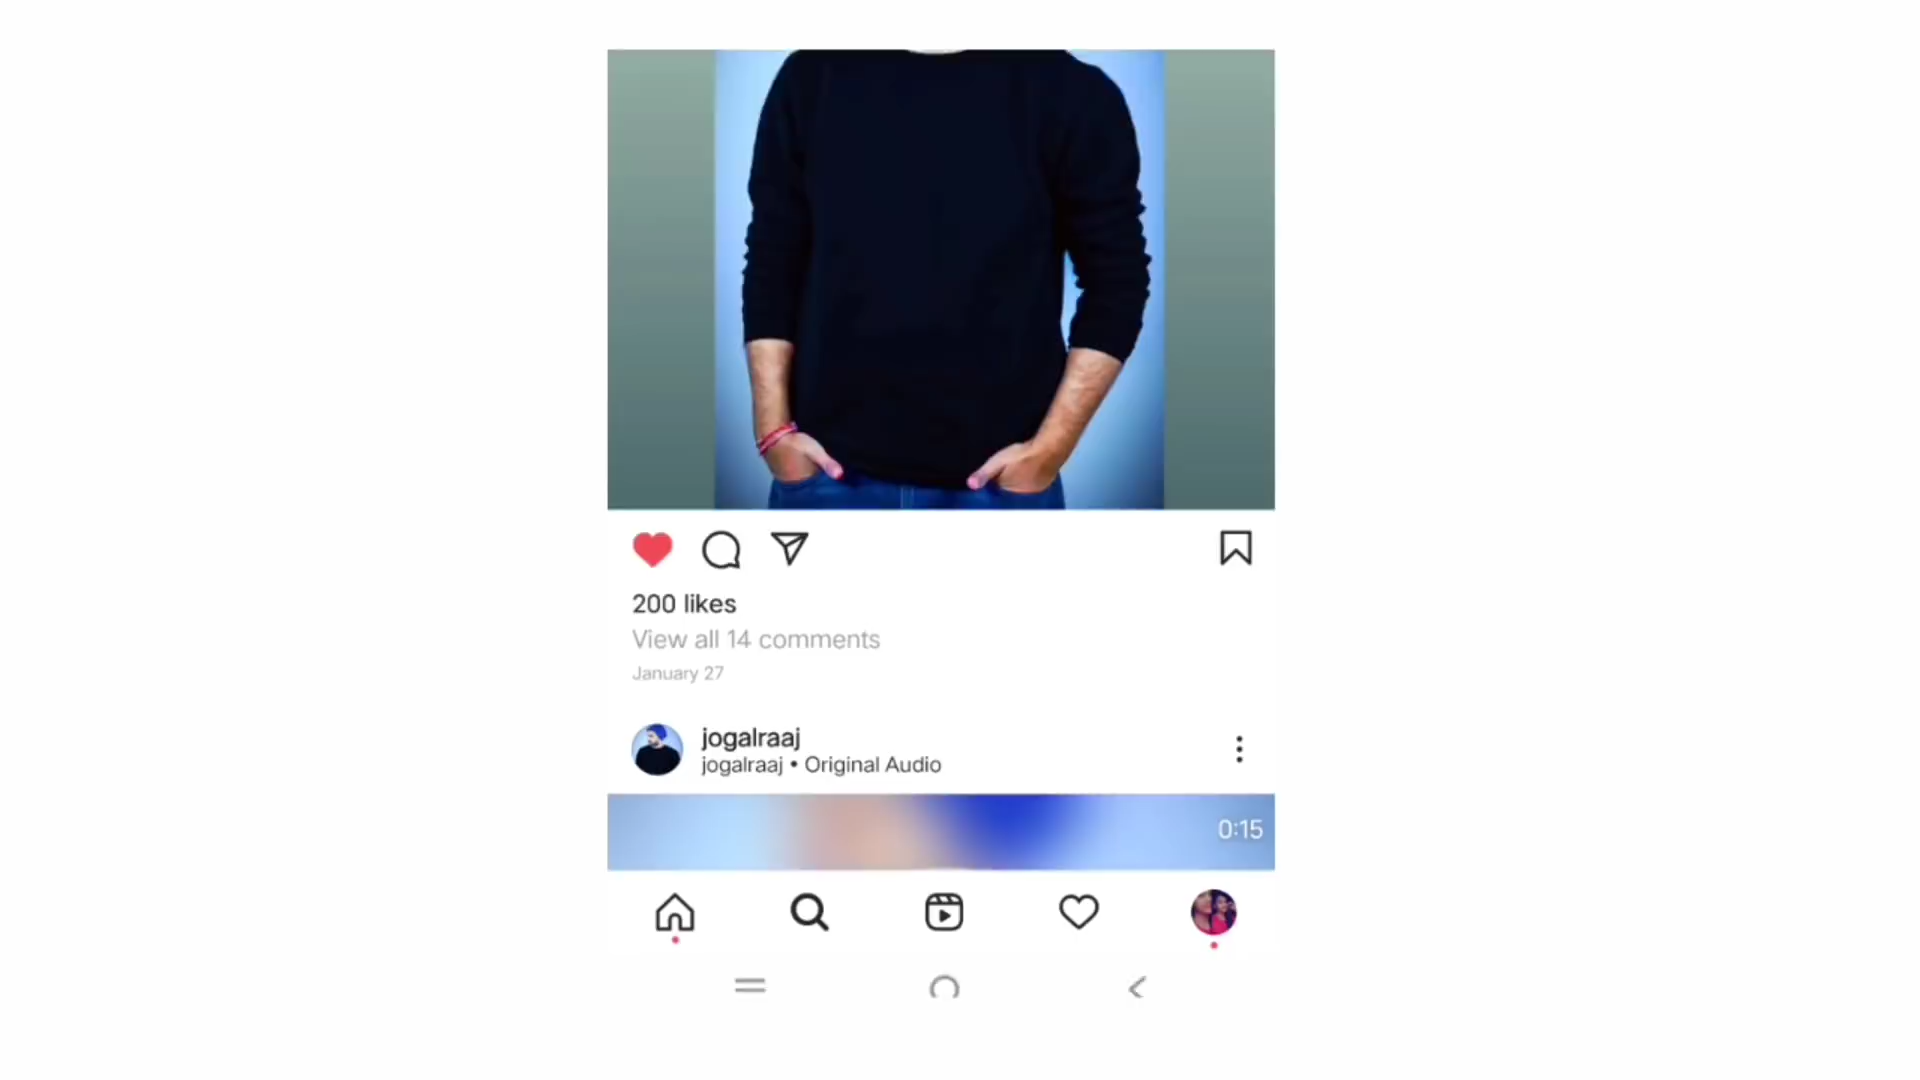 200 likes
View all 14 comments
January 27
jogalraaj
jogalraaj • Original Audio
0:15